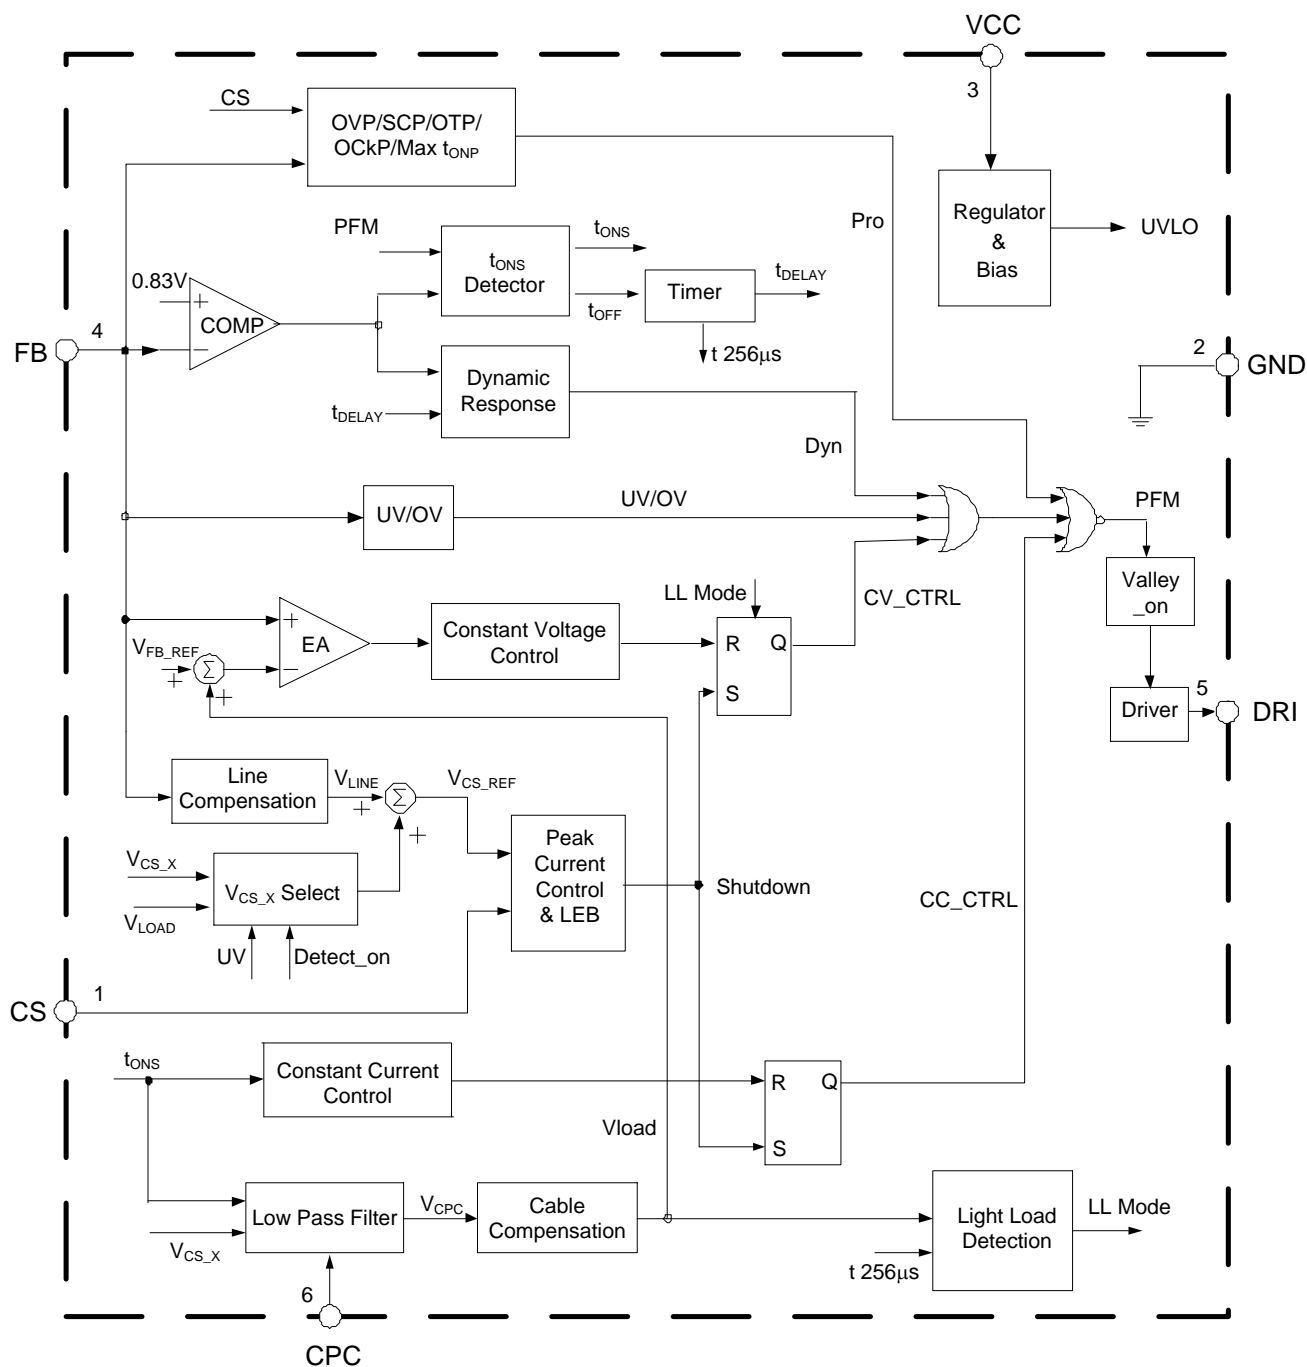 VCC
3
CS
OVP/SCP/OTP/
OCkP/Max tONP
Regulator
&
Bias
UVLO
Pro
PFM
tONS
Detector
tONS
tOFF
Timer
tDELAY
t 256μs
0.83V
+
COMP
−
FB
4
2
GND
Dynamic
Response
tDELAY
Dyn
UV/OV
UV/OV
PFM
Valley
_on
Driver
5
DRI
LL Mode
CV_CTRL
+
EA
−
VFB_REF
+
Σ
+
Constant Voltage
Control
R
Q
S
Line
Compensation
VLINE
+
Σ
+
VCS_REF
VCS_X
VLOAD
VCS_X Select
UV
Detect_on
Peak
Current
Control
& LEB
Shutdown
CC_CTRL
CS
1
tONS
Constant Current
Control
R
Q
S
Vload
Low Pass Filter
VCS_X
VCPC
Cable
Compensation
Light Load
Detection
LL Mode
t 256μs
6
CPC